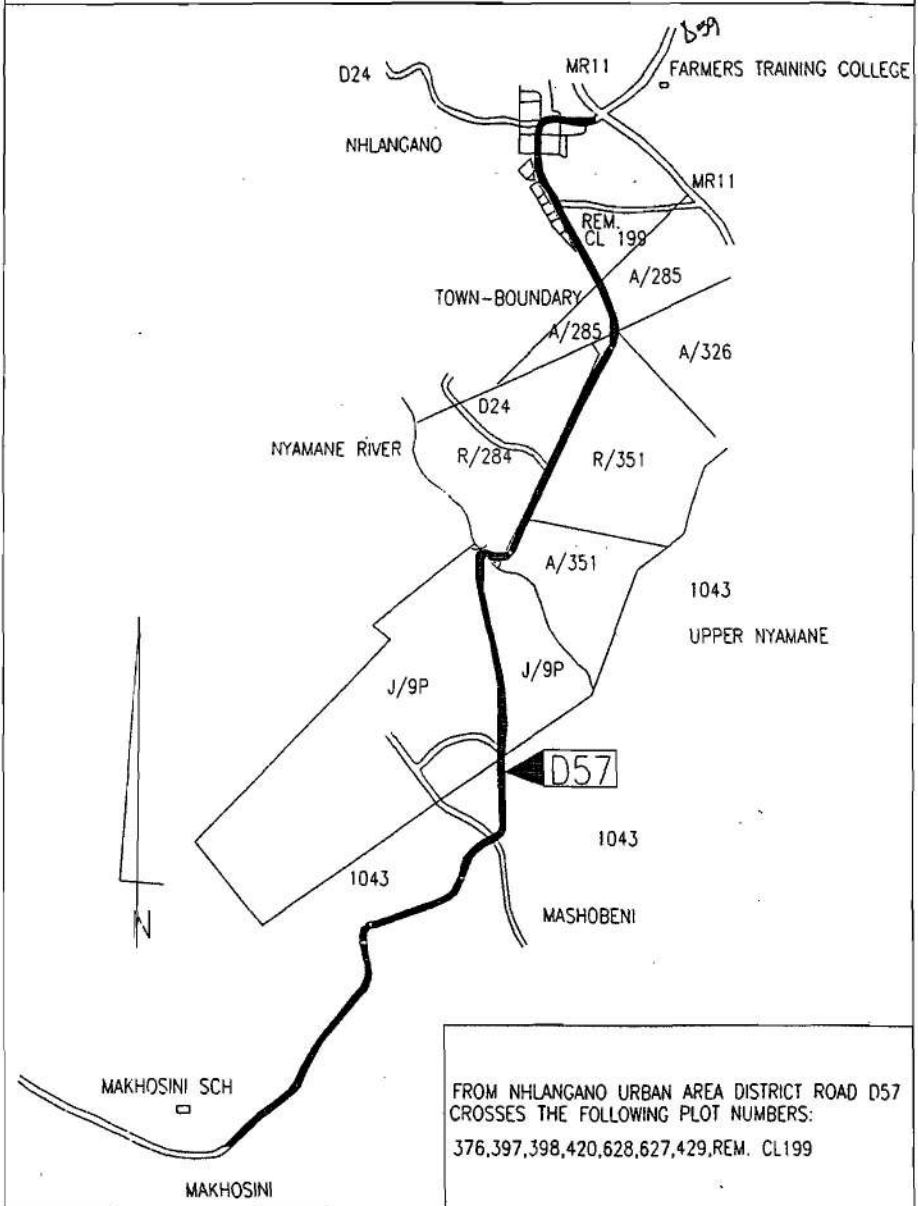 D59
D24
MR11
FARMERS TRAINING COLLEGE
NHLANGANO
MR11
REM.
CL 199
A/285
TOWN-BOUNDARY
A/285
A/326
D24
NYAMANE RIVER
R/284
R/351
A/351
1043
UPPER NYAMANE
J/9P
J/9P
D57
1043
1043
N
MASHOBENI
MAKHOSINI SCH
MAKHOSINI
FROM NHLANGANO URBAN AREA DISTRICT ROAD D57
CROSSES THE FOLLOWING PLOT NUMBERS:
376,397,398,420,628,627,429,REM. CL199